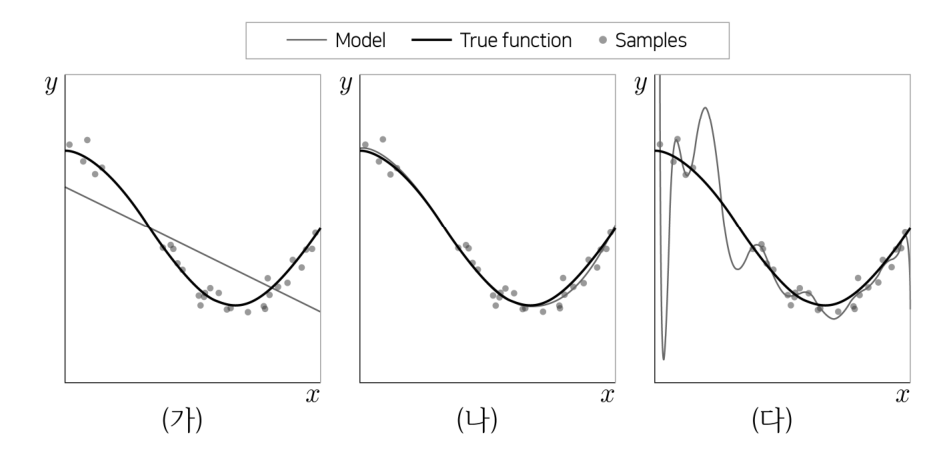 Model True function Samples
y y y
x x x
(가) (나) (다)